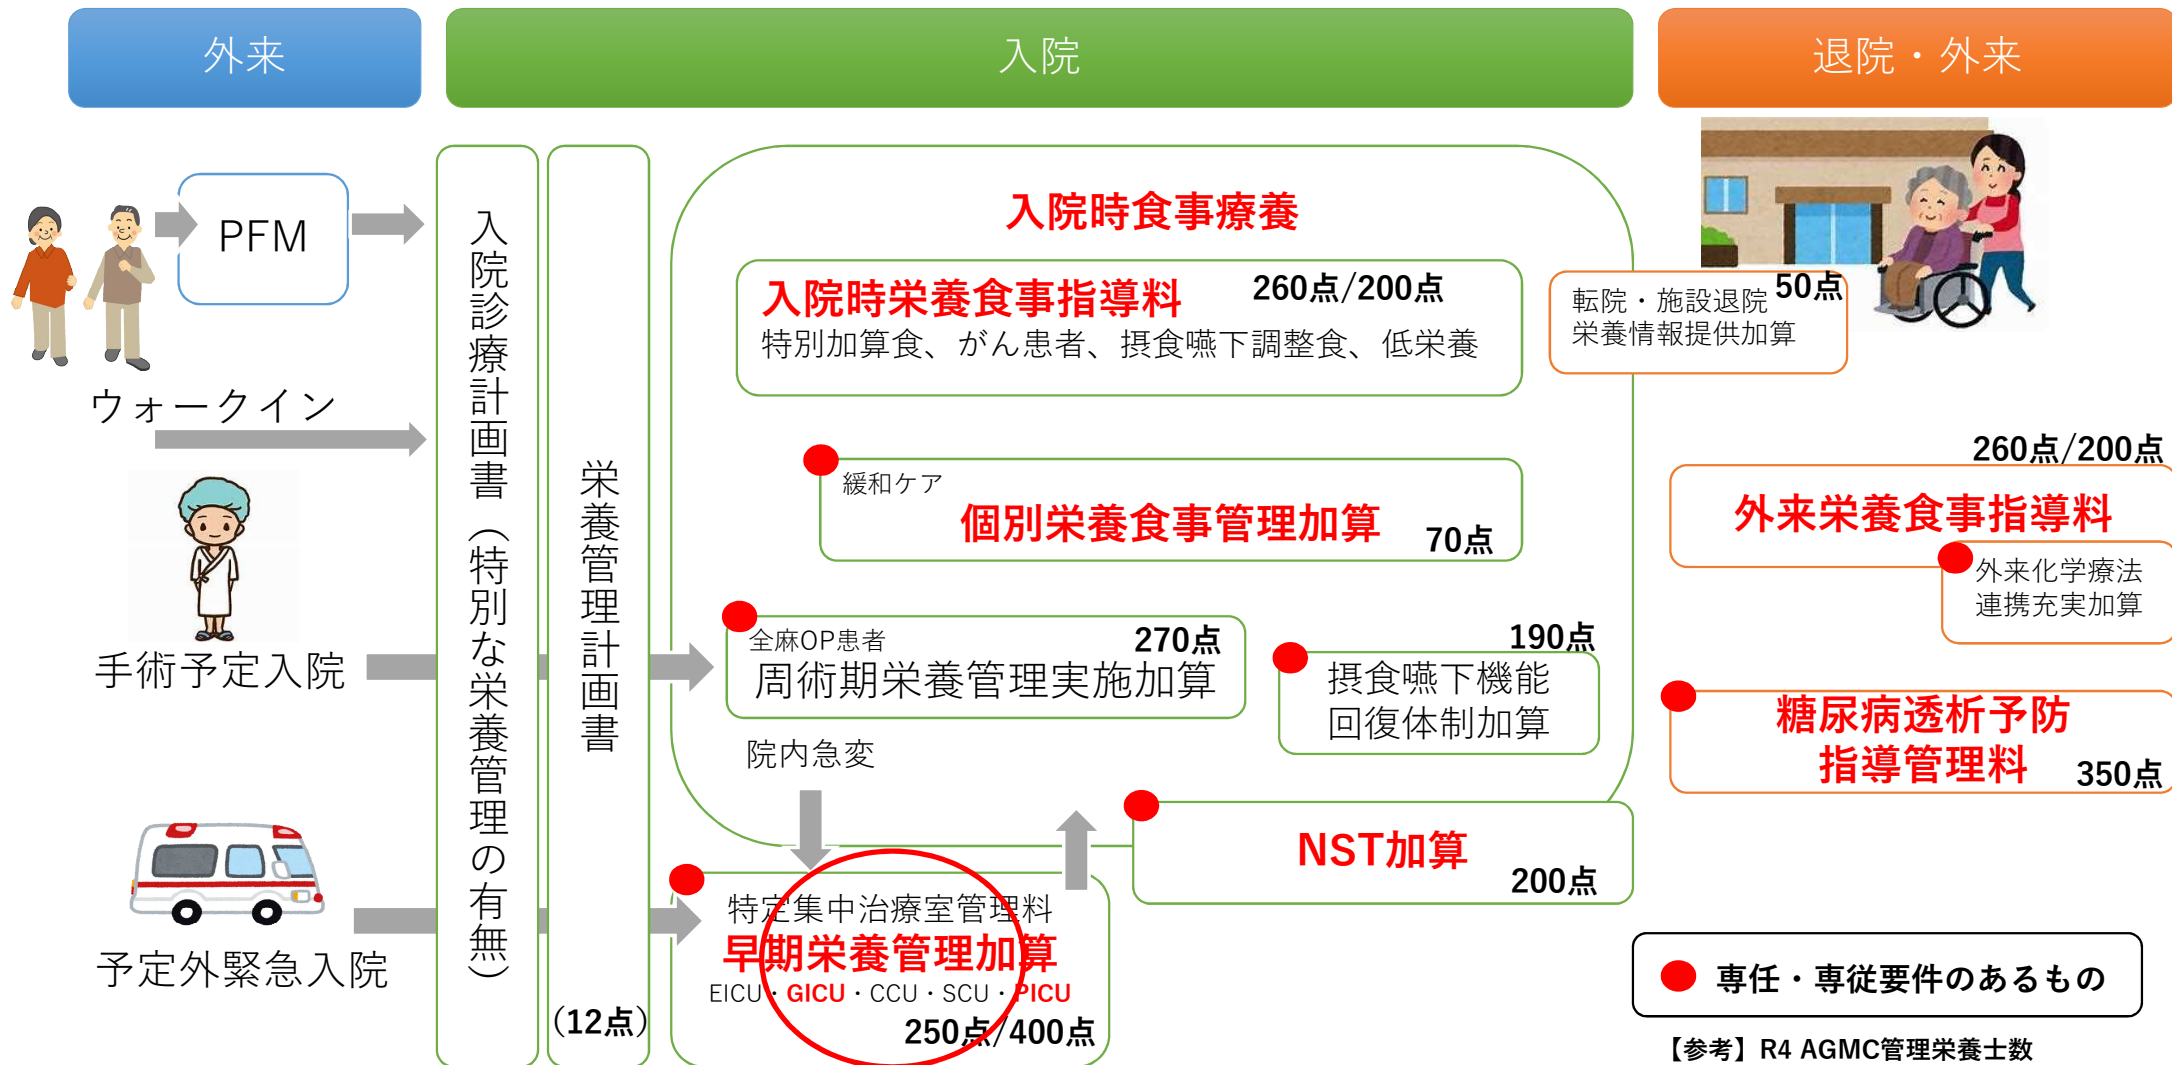 外来
入院
退院・外来
PFM
ウォークイン
手術予定入院
予定外緊急入院
入院診療計画書（特別な栄養管理の有無）
栄養管理計画書
(12点)
入院時食事療養
入院時栄養食事指導料
260点/200点
特別加算食、がん患者、摂食嚥下調整食、低栄養
緩和ケア
個別栄養食事管理加算
70点
全麻OP患者
270点
周術期栄養管理実施加算
190点
摂食嚥下機能
回復体制加算
院内急変
NST加算
200点
特定集中治療室管理料
早期栄養管理加算
EICU・GICU・CCU・SCU・PICU
250点/400点
転院・施設退院
50点
栄養情報提供加算
260点/200点
外来栄養食事指導料
外来化学療法
連携充実加算
糖尿病透析予防
指導管理料
350点
専任・専従要件のあるもの
【参考】R4 AGMC管理栄養士数